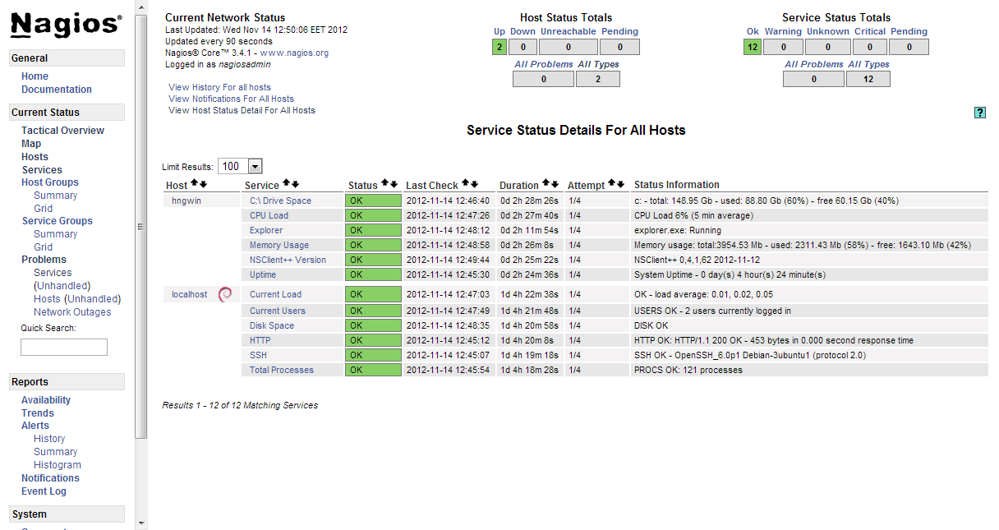 Nagios®
General
Home
Documentation
Current Status
Tactical Overview
Map
Hosts
Services
Host Groups
Summary
Grid
Service Groups
Summary
Grid
Problems
Services
(Unhandled)
Hosts (Unhandled)
Network Outages
Quick Search:
Reports
Availability
Trends
Alerts
History
Summary
Histogram
Notifications
Event Log
System
Current Network Status
Last Updated: Wed Nov 14 12:50:06 EET 2012
Updated every 90 seconds
Nagios® Core™ 3.4.1 - www.nagios.org
Logged in as nagiosadmin
View History For all hosts
View Notifications For All Hosts
View Host Status Detail For All Hosts
Host Status Totals
Up Down Unreachable Pending
2 0 0 0
All Problems All Types
0 2
Service Status Totals
Ok Warning Unknown Critical Pending
12 0 0 0 0
All Problems All Types
0 12
?
Service Status Details For All Hosts
Limit Results: 100
Host Service Status Last Check Duration Attempt Status Information
hngwin C:\ Drive Space OK 2012-11-14 12:46:40 0d 2h 28m 26s 1/4 c: - total: 148.95 Gb - used: 88.80 Gb (60%) - free 60.15 Gb (40%)
CPU Load OK 2012-11-14 12:47:26 0d 2h 27m 40s 1/4 CPU Load 6% (5 min average)
Explorer OK 2012-11-14 12:48:12 0d 2h 11m 54s 1/4 explorer.exe: Running
Memory Usage OK 2012-11-14 12:48:58 0d 2h 26m 8s 1/4 Memory usage: total:3954.53 Mb - used: 2311.43 Mb (58%) - free: 1643.10 Mb (42%)
NSClient++ Version OK 2012-11-14 12:49:44 0d 2h 25m 22s 1/4 NSClient++ 0,4,1,62 2012-11-12
Uptime OK 2012-11-14 12:45:30 0d 2h 24m 36s 1/4 System Uptime - 0 day(s) 4 hour(s) 24 minute(s)
localhost Current Load OK 2012-11-14 12:47:03 1d 4h 22m 38s 1/4 OK - load average: 0.01, 0.02, 0.05
Current Users OK 2012-11-14 12:47:49 1d 4h 21m 48s 1/4 USERS OK - 2 users currently logged in
Disk Space OK 2012-11-14 12:48:35 1d 4h 20m 58s 1/4 DISK OK
HTTP OK 2012-11-14 12:45:12 1d 4h 20m 8s 1/4 HTTP OK: HTTP/1.1 200 OK - 453 bytes in 0.000 second response time
SSH OK 2012-11-14 12:45:07 1d 4h 19m 18s 1/4 SSH OK - OpenSSH_6.0p1 Debian-3ubuntu1 (protocol 2.0)
Total Processes OK 2012-11-14 12:45:54 1d 4h 18m 28s 1/4 PROCS OK: 121 processes
Results 1 - 12 of 12 Matching Services